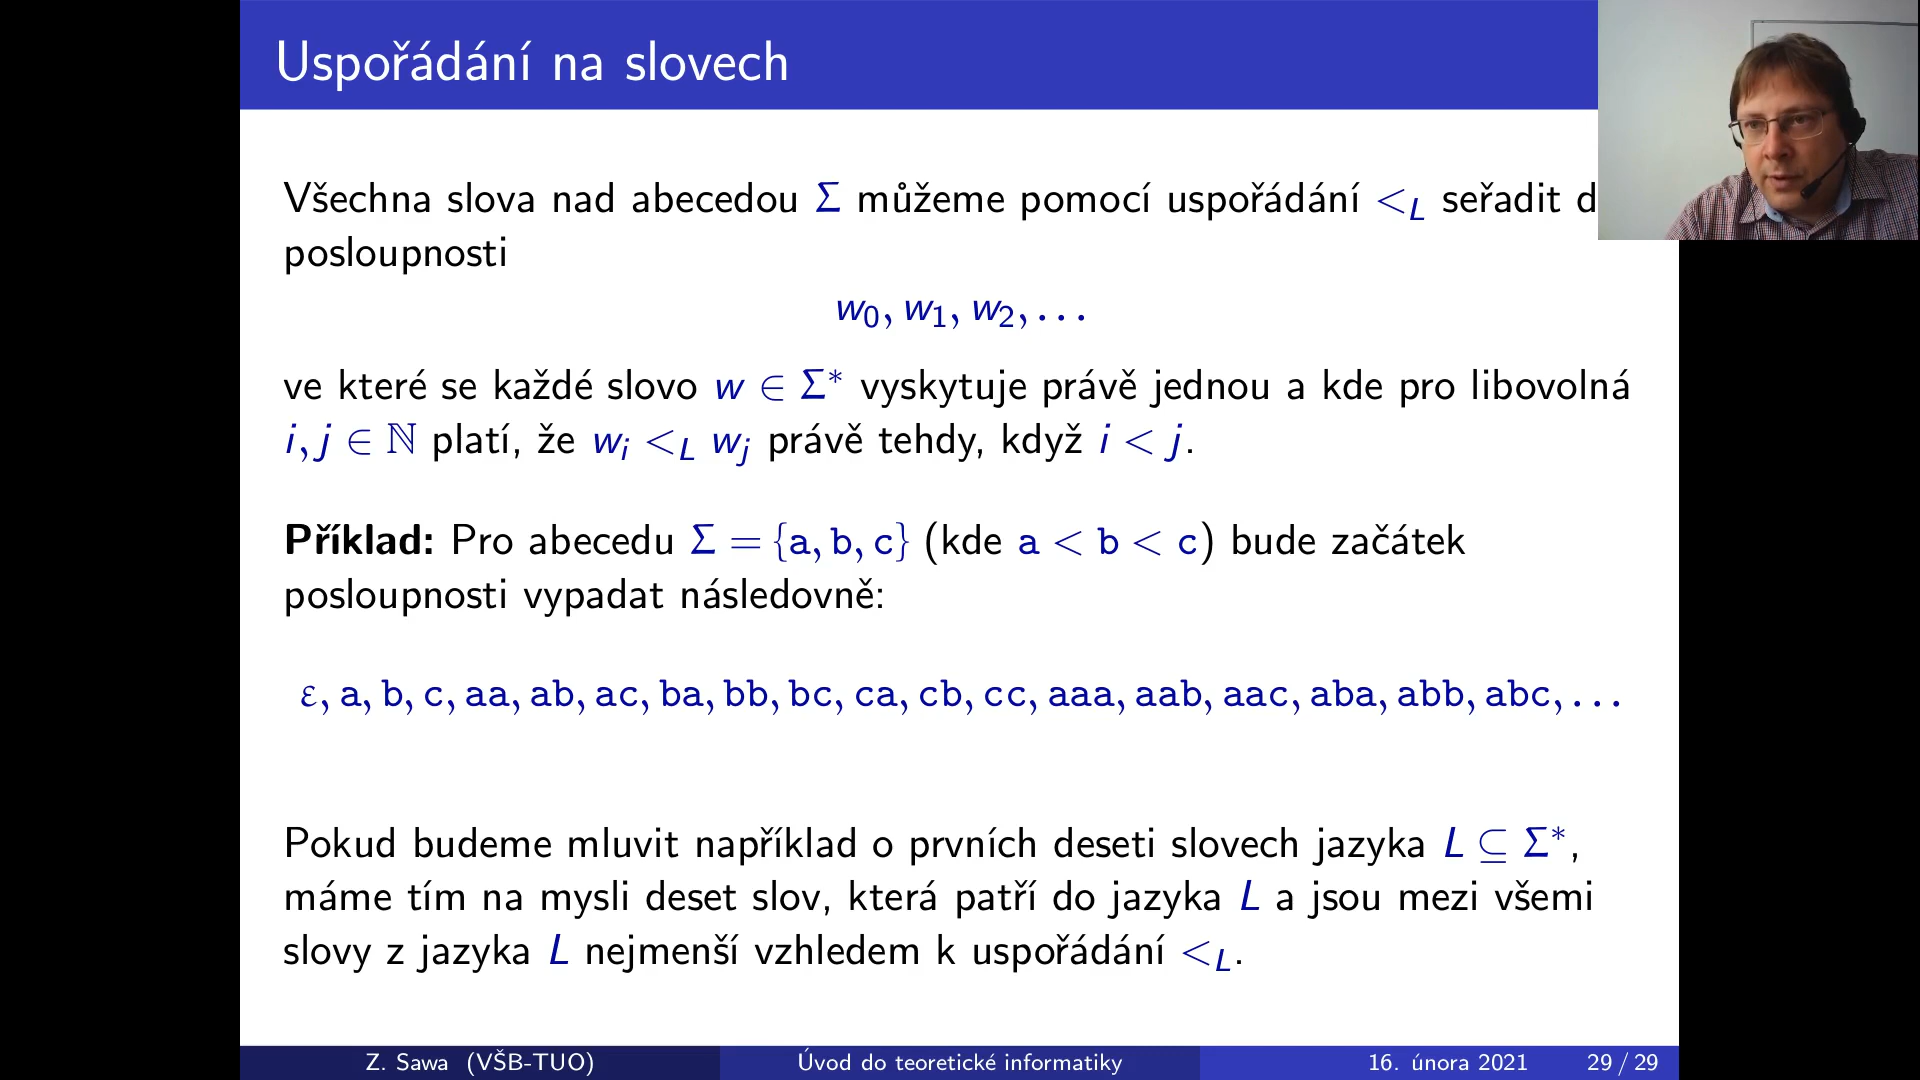 Uspořádání na slovech
Všechna slova nad abecedou Σ můžeme pomocí uspořádání <_L seřadit d
posloupnosti
w₀, w₁, w₂, …
ve které se každé slovo w ∈ Σ* vyskytuje právě jednou a kde pro libovolná
i, j ∈ ℕ platí, že w_i <_L w_j právě tehdy, když i < j.
Příklad: Pro abecedu Σ = {a, b, c} (kde a < b < c) bude začátek
posloupnosti vypadat následovně:
ε, a, b, c, aa, ab, ac, ba, bb, bc, ca, cb, cc, aaa, aab, aac, aba, abb, abc, …
Pokud budeme mluvit například o prvních deseti slovech jazyka L ⊆ Σ*,
máme tím na mysli deset slov, která patří do jazyka L a jsou mezi všemi
slovy z jazyka L nejmenší vzhledem k uspořádání <_L.
Z. Sawa (VŠB-TUO) Úvod do teoretické informatiky 16. února 2021 29 / 29